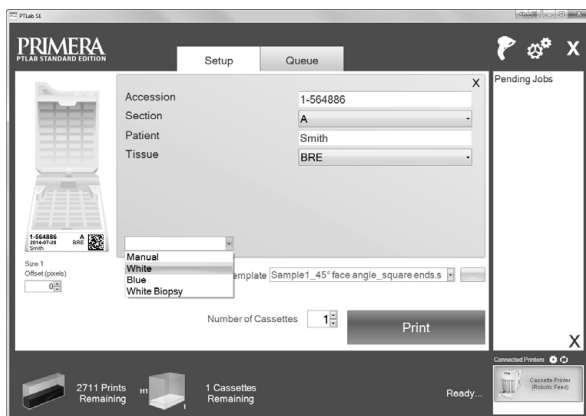 PTLab SE
PRIMERA
PTLAB STANDARD EDITION
X
Setup
Queue
X
Pending Jobs
Accession
1-564886
Section
A
Patient
Smith
Tissue
BRE
1-564886 A
2014-07-28 BRE
Smith
Size 1
Offset (pixels)
0
Manual
White
Blue
White Biopsy
emplate Sample1_45° face angle_square ends.s
Number of Cassettes 1
Print
X
2711 Prints
Remaining
H1
1
1 Cassettes
Remaining
Ready...
Connected Printers
Cassette Printer
(Robotic Feed)